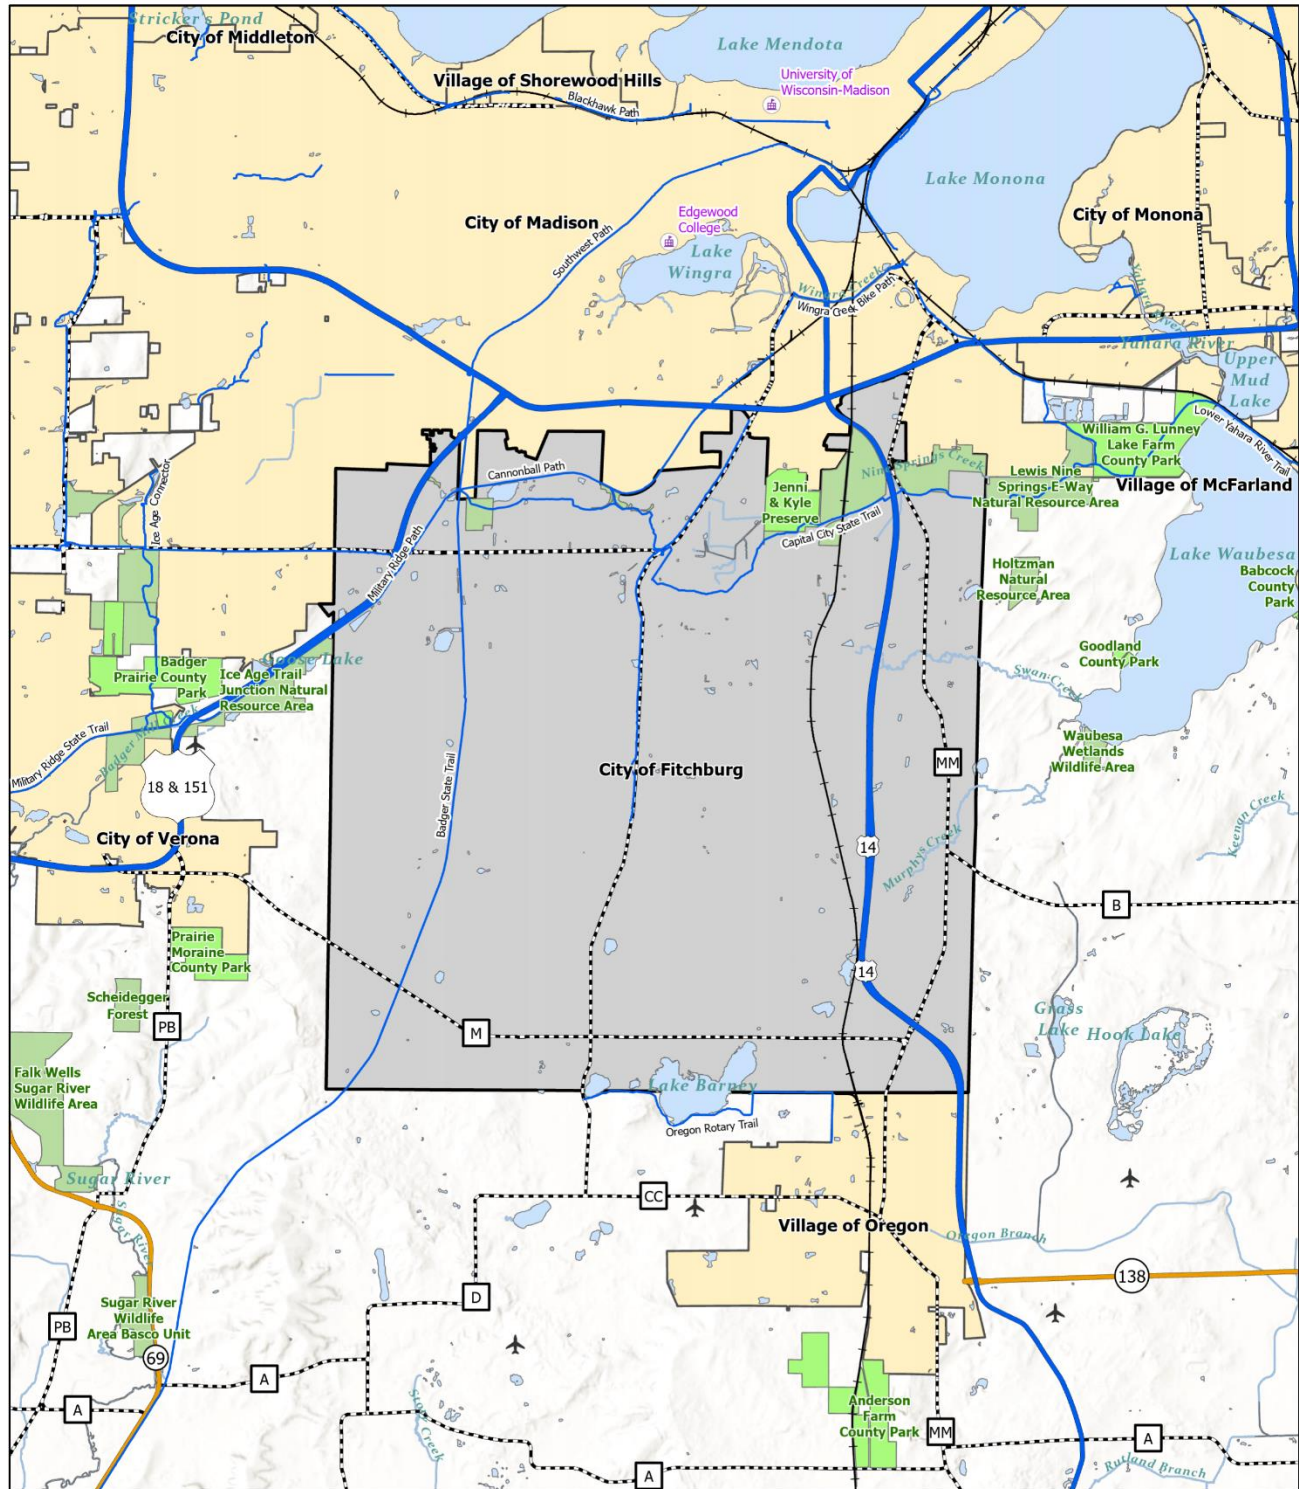 Stricker's Pond
City of Middleton
Lake Mendota
Village of Shorewood Hills
University of
Wisconsin-Madison
Blackhawk Path
Lake Monona
City of Madison
Edgewood
College
City of Monona
Southwest Path
Lake
Wingra
Wingra Creek
Wingra Creek Bike Path
Yahara River
Yahara River
Upper
Mud
Lake
Lower Yahara River Trail
William G. Lunney
Lake Farm
County Park
Nine Springs Creek
Cannonball Path
Lewis Nine
Springs E-Way
Natural Resource Area
Village of McFarland
Jenni
& Kyle
Preserve
Ice Age Connector
Capital City State Trail
Military Ridge Path
Lake Waubesa
Holtzman
Natural
Resource Area
Babcock
County
Park
Goose Lake
Goodland
County Park
Badger
Prairie County
Park
Ice Age Trail
Junction Natural
Resource Area
Swan Creek
Badger Mill Creek
Military Ridge State Trail
Waubesa
Wetlands
Wildlife Area
18 & 151
City of Fitchburg
MM
Badger State Trail
Keenan Creek
City of Verona
14
Murphys Creek
B
Prairie
Moraine
County Park
14
Scheidegger
Forest
PB
M
Grass
Lake
Hook Lake
Falk Wells
Sugar River
Wildlife Area
Lake Barney
Oregon Rotary Trail
Sugar River
Sugar River
CC
Village of Oregon
Oregon Branch
138
D
Sugar River
Wildlife
Area Basco Unit
PB
69
A
A
Story Creek
Anderson
Farm
County Park
MM
A
A
Rutland Branch